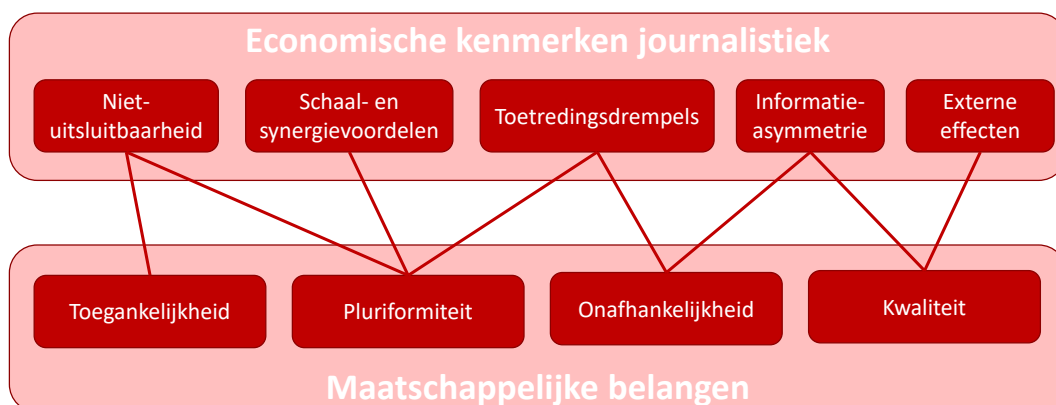 Economische kenmerken journalistiek
Niet-
uitsluitbaarheid
Schaal- en
synergievoordelen
Toetredingsdrempels
Informatie-
asymmetrie
Externe
effecten
Toegankelijkheid
Pluriformiteit
Onafhankelijkheid
Kwaliteit
Maatschappelijke belangen